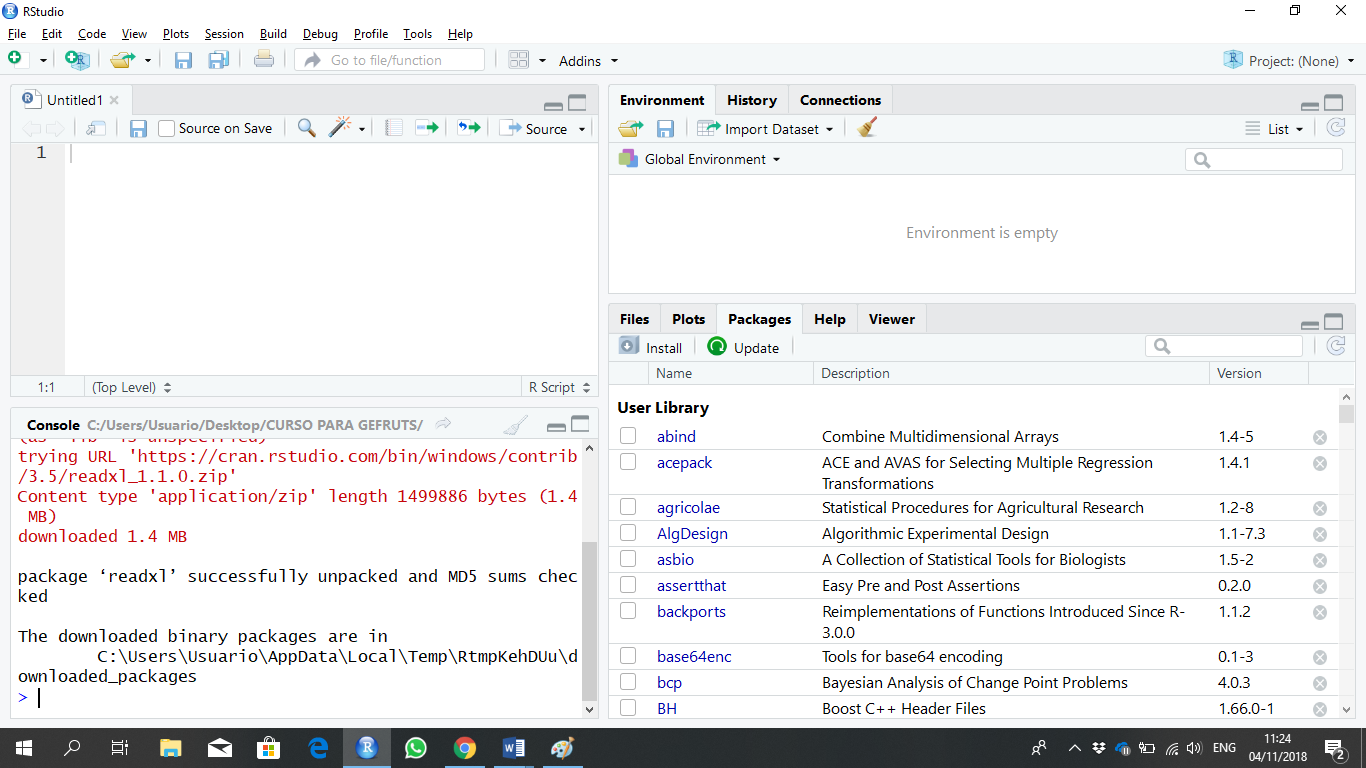 RStudio
File Edit Code View Plots Session Build Debug Profile Tools Help
Go to file/function Addins Project: (None)
Untitled1
Source on Save Source
1
1:1 (Top Level) R Script
Console C:/Users/Usuario/Desktop/CURSO PARA GEFRUTS/
(as ‘lib’ is unspecified)
trying URL 'https://cran.rstudio.com/bin/windows/contrib
/3.5/readxl_1.1.0.zip'
Content type 'application/zip' length 1499886 bytes (1.4
MB)
downloaded 1.4 MB
package ‘readxl’ successfully unpacked and MD5 sums chec
ked
The downloaded binary packages are in
C:\Users\Usuario\AppData\Local\Temp\RtmpKehDUu\d
ownloaded_packages
>
Environment History Connections
Import Dataset List
Global Environment
Environment is empty
Files Plots Packages Help Viewer
Install Update
Name Description Version
User Library
abind Combine Multidimensional Arrays 1.4-5
acepack ACE and AVAS for Selecting Multiple Regression 1.4.1
Transformations
agricolae Statistical Procedures for Agricultural Research 1.2-8
AlgDesign Algorithmic Experimental Design 1.1-7.3
asbio A Collection of Statistical Tools for Biologists 1.5-2
assertthat Easy Pre and Post Assertions 0.2.0
backports Reimplementations of Functions Introduced Since R- 1.1.2
3.0.0
base64enc Tools for base64 encoding 0.1-3
bcp Bayesian Analysis of Change Point Problems 4.0.3
BH Boost C++ Header Files 1.66.0-1
ENG 11:24
04/11/2018 2